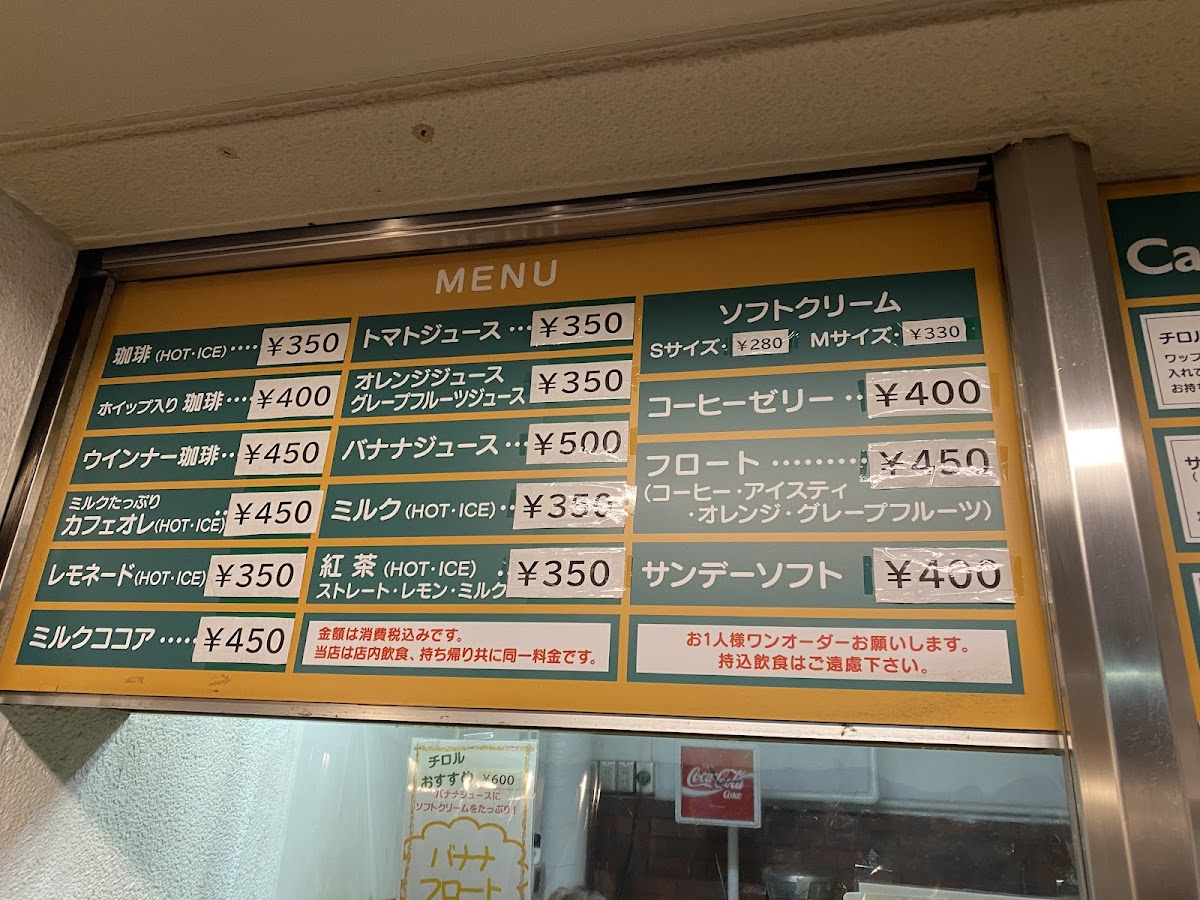 MENU
珈琲 (HOT・ICE) ‥‥ ¥350
ホイップ入り 珈琲 ‥‥ ¥400
ウインナー珈琲 ‥ ¥450
ミルクたっぷり
カフェオレ (HOT・ICE) ‥ ¥450
レモネード (HOT・ICE) ¥350
ミルクココア ‥‥‥ ¥450
トマトジュース ‥‥ ¥350
オレンジジュース
グレープフルーツジュース ¥350
バナナジュース ‥‥ ¥500
ミルク (HOT・ICE) ‥ ¥350
紅 茶 (HOT・ICE) ‥ ¥350
ストレート・レモン・ミルク
金額は消費税込みです。
当店は店内飲食、持ち帰り共に同一料金です。
ソフトクリーム
Sサイズ・ ¥280 Mサイズ・ ¥330
コーヒーゼリー ‥ ¥400
フロート ‥‥‥‥ ¥450
(コーヒー・アイスティ
・オレンジ・グレープフルーツ)
サンデーソフト ¥400
お1人様ワンオーダーお願いします。
持込飲食はご遠慮下さい。
Ca
チロル
ワッフ
入れて
お持
サ
チロル
おすすめ ¥600
バナナジュースに
ソフトクリームをたっぷり!
バナナ
フロート
Coca-Cola
Coke